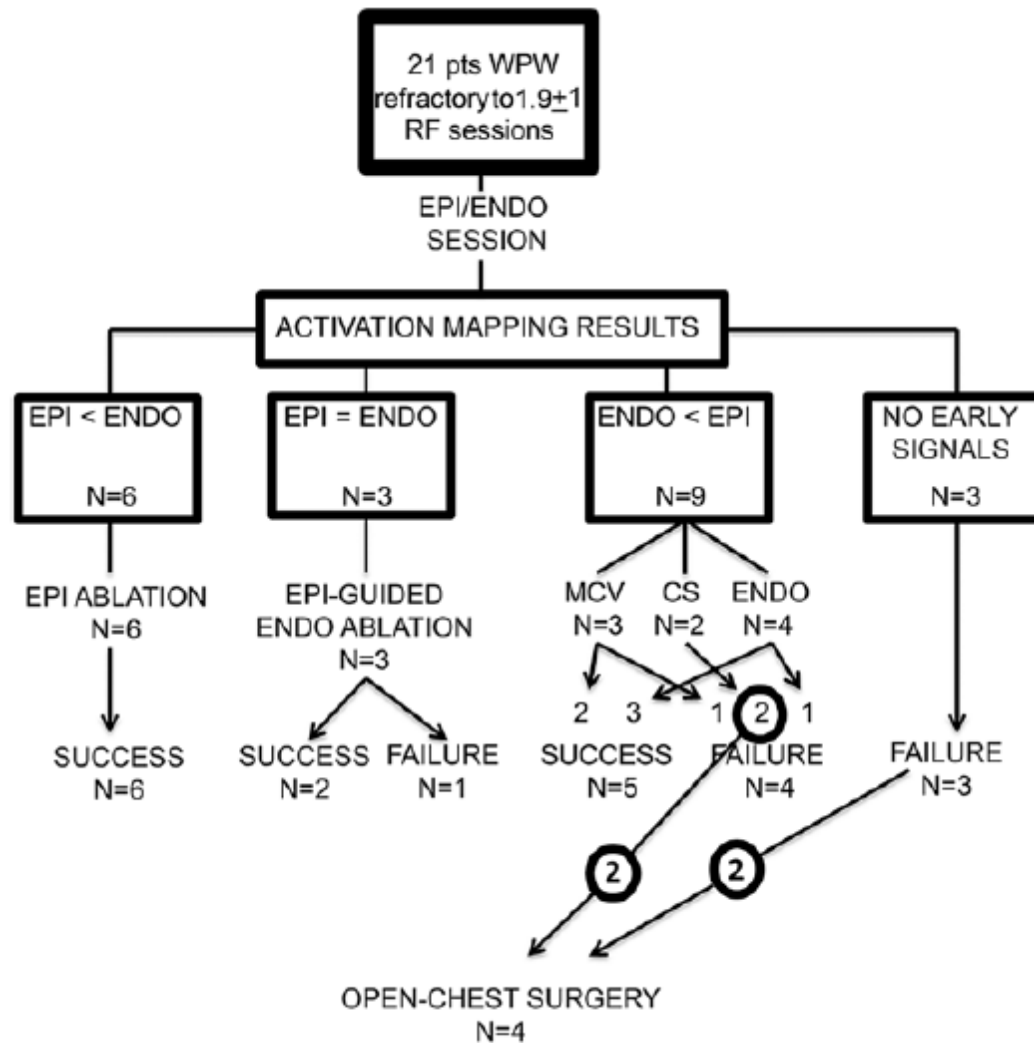 21 pts WPW
refractoryto1.9±1
RF sessions
EPI/ENDO
SESSION
ACTIVATION MAPPING RESULTS
EPI < ENDO
N=6
EPI = ENDO
N=3
ENDO < EPI
N=9
NO EARLY
SIGNALS
N=3
EPI ABLATION
N=6
EPI-GUIDED
ENDO ABLATION
N=3
MCV
N=3
CS
N=2
ENDO
N=4
2
3
1
2
1
SUCCESS
N=6
SUCCESS
N=2
FAILURE
N=1
SUCCESS
N=5
FAILURE
N=4
FAILURE
N=3
2
2
OPEN-CHEST SURGERY
N=4